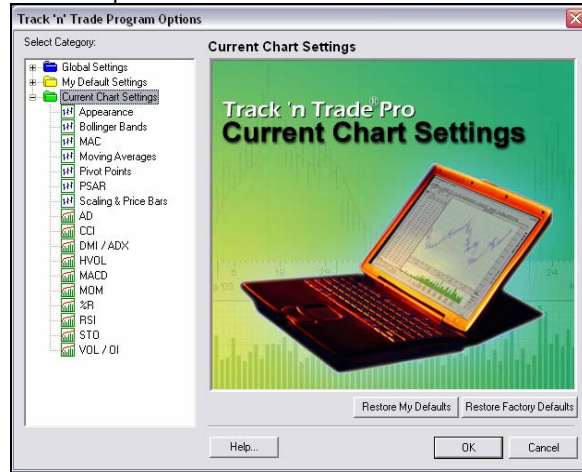 Track 'n' Trade Program Options
Select Category:
Global Settings
My Default Settings
Current Chart Settings
Appearance
Bollinger Bands
MAC
Moving Averages
Pivot Points
PSAR
Scaling & Price Bars
AD
CCI
DMI / ADX
HVOL
MACD
MOM
%R
RSI
STO
VOL / OI
Current Chart Settings
Track 'n Trade® Pro
Current Chart Settings
Restore My Defaults
Restore Factory Defaults
Help...
OK
Cancel